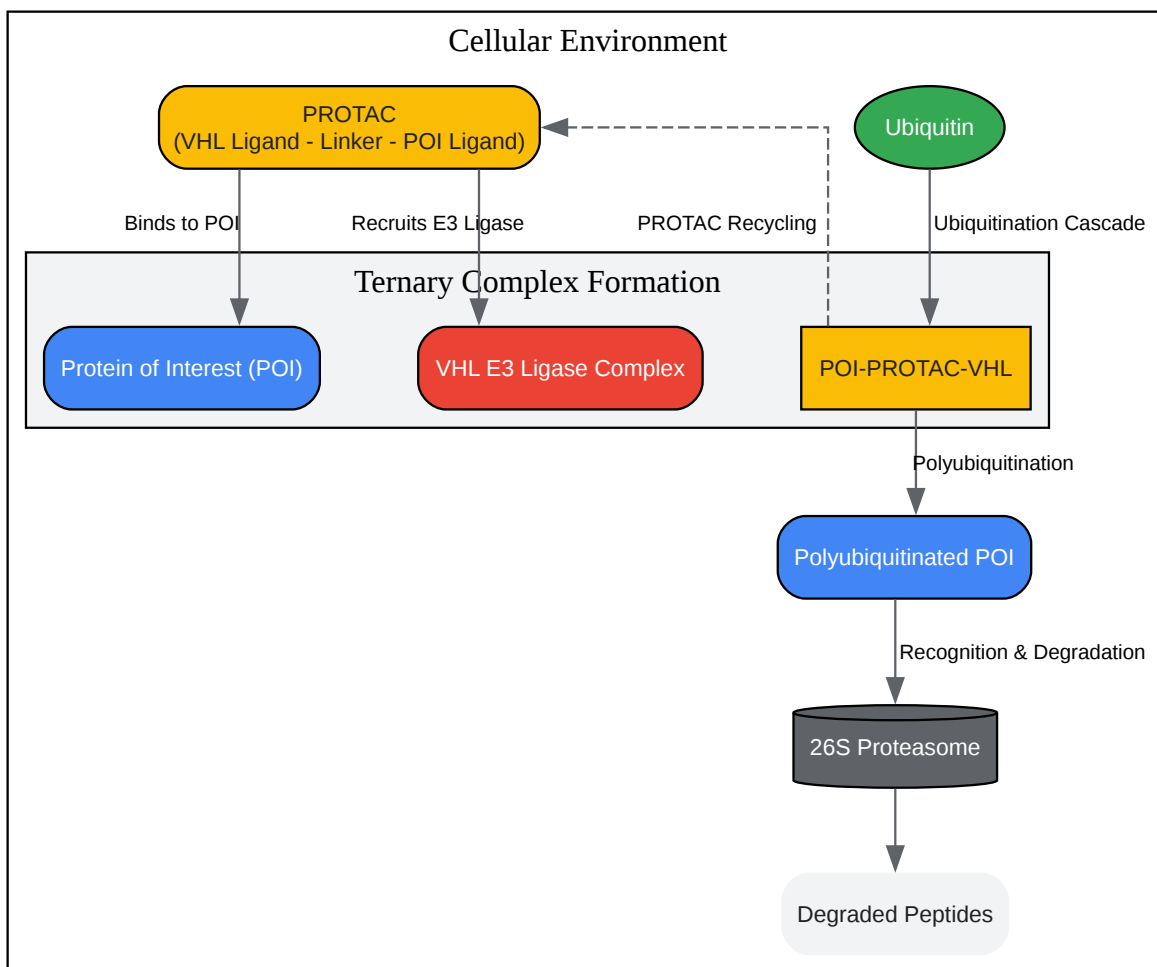 Cellular Environment
PROTAC
(VHL Ligand - Linker - POI Ligand)
Ubiquitin
Binds to POI
Recruits E3 Ligase
PROTAC Recycling
Ubiquitination Cascade
Ternary Complex Formation
Protein of Interest (POI)
VHL E3 Ligase Complex
POI-PROTAC-VHL
Polyubiquitination
Polyubiquitinated POI
Recognition & Degradation
26S Proteasome
Degraded Peptides